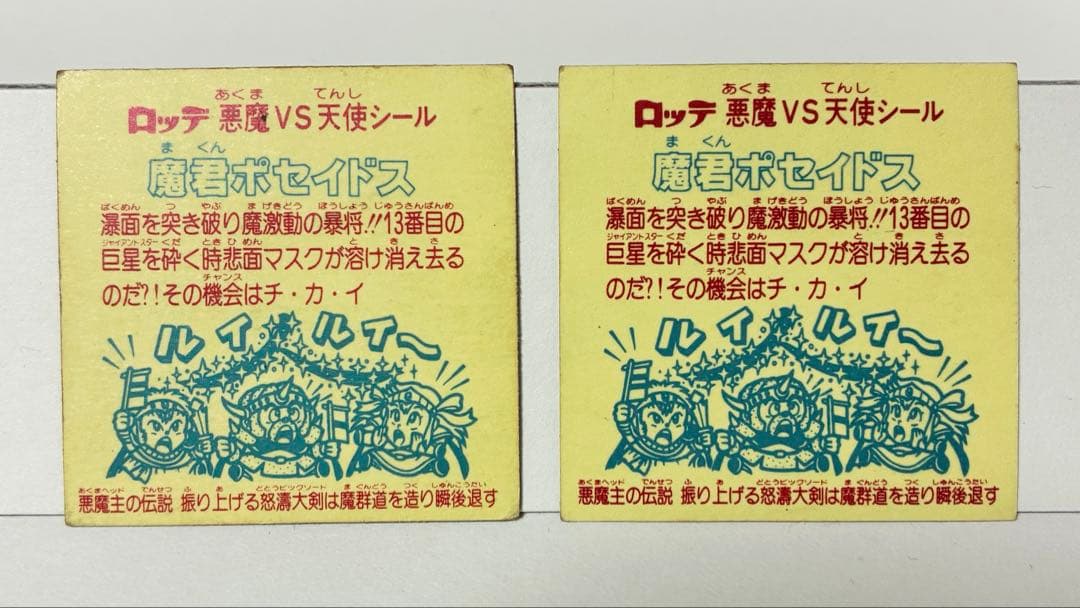 あくま てんし
ロッテ 悪魔VS天使シール
まくん
魔君ポセイドス
ばくめん つ やぶ まげきどう ぼうしょう じゅうさんばんめ
瀑面を突き破り魔激動の暴将!!13番目の
ジャイアントスター くだ ときひめん と き さ
巨星を砕く時悲面マスクが溶け消え去る
チャンス
のだ?!その機会はチ・カ・イ
ルイ・ルイ〜
あくまヘッド でんせつ ふ あ どとうビックソード まぐんどう つく しゅんこうたい
悪魔主の伝説 振り上げる怒濤大剣は魔群道を造り瞬後退す
あくま てんし
ロッテ 悪魔VS天使シール
まくん
魔君ポセイドス
ばくめん つ やぶ まげきどう ぼうしょう じゅうさんばんめ
瀑面を突き破り魔激動の暴将!!13番目の
ジャイアントスター くだ ときひめん と き さ
巨星を砕く時悲面マスクが溶け消え去る
チャンス
のだ?!その機会はチ・カ・イ
ルイ・ルイ〜
あくまヘッド でんせつ ふ あ どとうビックソード まぐんどう つく しゅんこうたい
悪魔主の伝説 振り上げる怒濤大剣は魔群道を造り瞬後退す